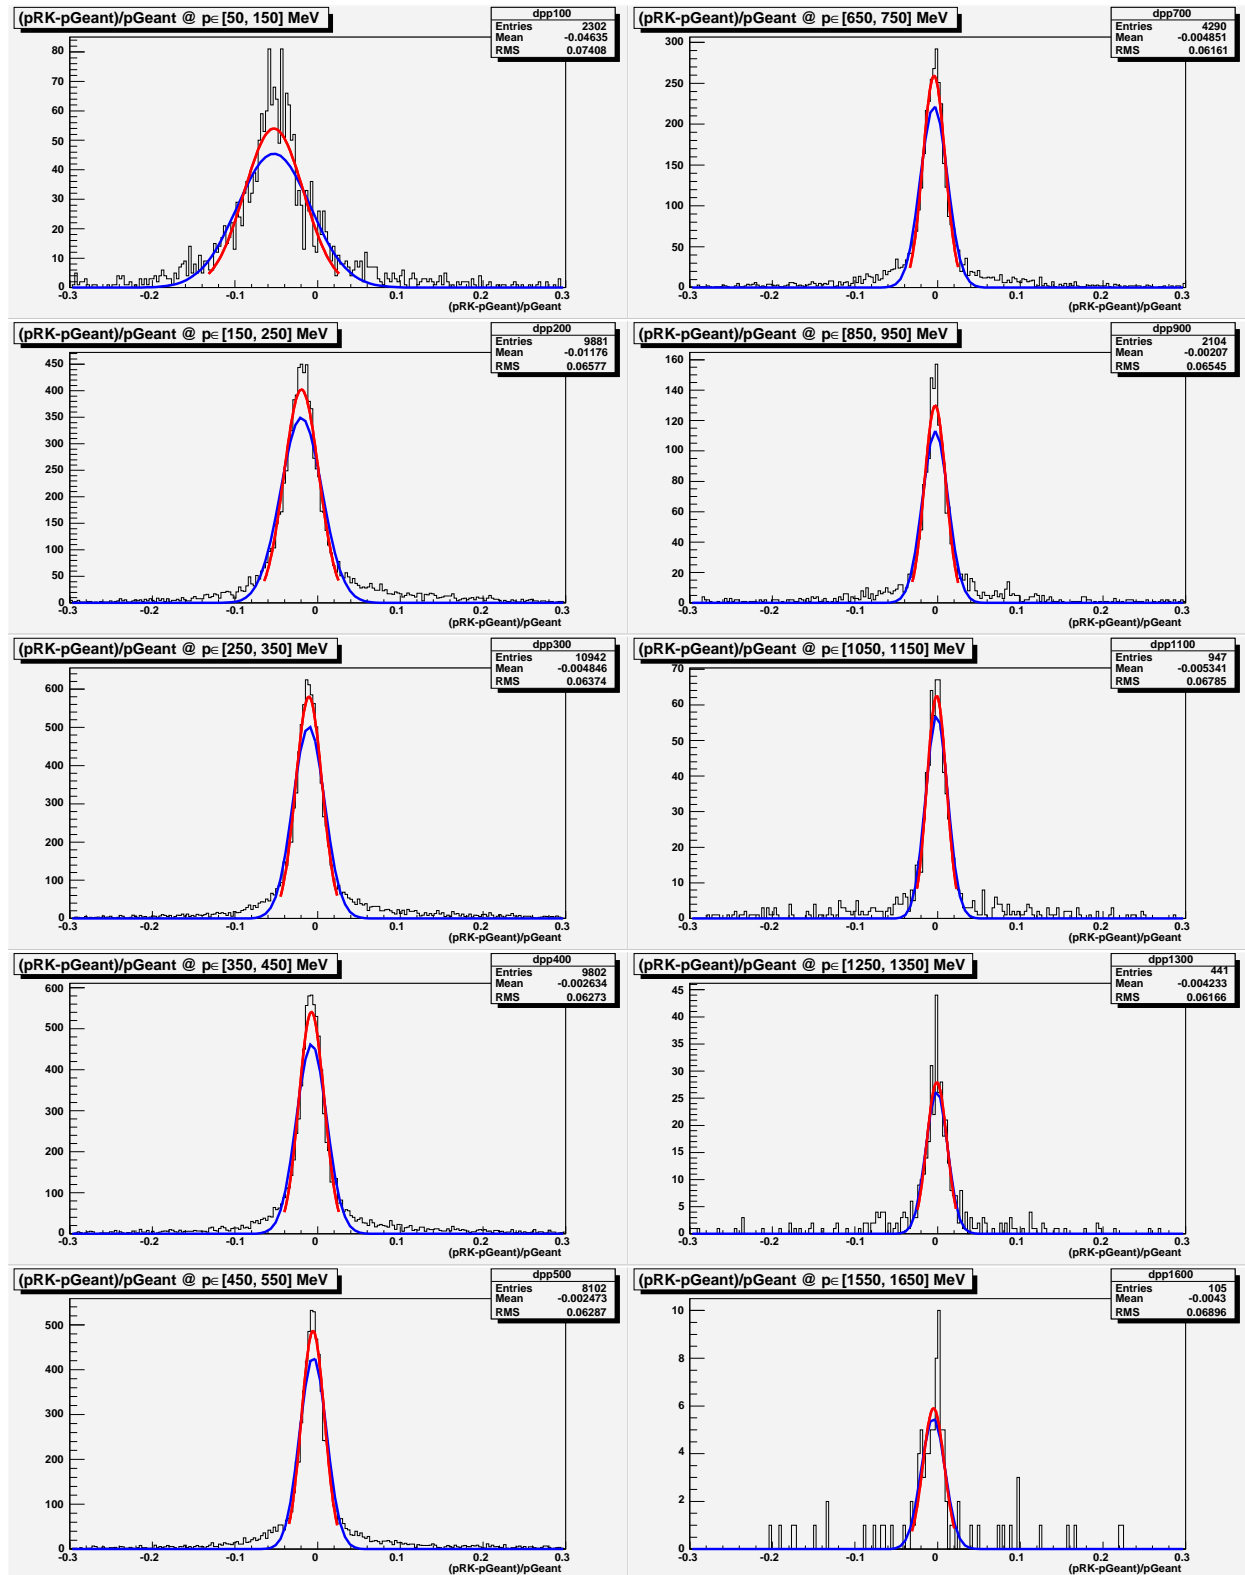 (pRK-pGeant)/pGeant @ p∈[50, 150] MeV
dpp100
Entries 2302
Mean -0.04635
RMS 0.07408
80
70
60
50
40
30
20
10
0
-0.3 -0.2 -0.1 0 0.1 0.2 0.3
(pRK-pGeant)/pGeant
(pRK-pGeant)/pGeant @ p∈[650, 750] MeV
dpp700
Entries 4290
Mean -0.004851
RMS 0.06161
300
250
200
150
100
50
0
-0.3 -0.2 -0.1 0 0.1 0.2 0.3
(pRK-pGeant)/pGeant
(pRK-pGeant)/pGeant @ p∈[150, 250] MeV
dpp200
Entries 9881
Mean -0.01176
RMS 0.06577
450
400
350
300
250
200
150
100
50
0
-0.3 -0.2 -0.1 0 0.1 0.2 0.3
(pRK-pGeant)/pGeant
(pRK-pGeant)/pGeant @ p∈[850, 950] MeV
dpp900
Entries 2104
Mean -0.00207
RMS 0.06545
160
140
120
100
80
60
40
20
0
-0.3 -0.2 -0.1 0 0.1 0.2 0.3
(pRK-pGeant)/pGeant
(pRK-pGeant)/pGeant @ p∈[250, 350] MeV
dpp300
Entries 10942
Mean -0.004846
RMS 0.06374
600
500
400
300
200
100
0
-0.3 -0.2 -0.1 0 0.1 0.2 0.3
(pRK-pGeant)/pGeant
(pRK-pGeant)/pGeant @ p∈[1050, 1150] MeV
dpp1100
Entries 947
Mean -0.005341
RMS 0.06785
70
60
50
40
30
20
10
0
-0.3 -0.2 -0.1 0 0.1 0.2 0.3
(pRK-pGeant)/pGeant
(pRK-pGeant)/pGeant @ p∈[350, 450] MeV
dpp400
Entries 9802
Mean -0.002634
RMS 0.06273
600
500
400
300
200
100
0
-0.3 -0.2 -0.1 0 0.1 0.2 0.3
(pRK-pGeant)/pGeant
(pRK-pGeant)/pGeant @ p∈[1250, 1350] MeV
dpp1300
Entries 441
Mean -0.004233
RMS 0.06166
45
40
35
30
25
20
15
10
5
0
-0.3 -0.2 -0.1 0 0.1 0.2 0.3
(pRK-pGeant)/pGeant
(pRK-pGeant)/pGeant @ p∈[450, 550] MeV
dpp500
Entries 8102
Mean -0.002473
RMS 0.06287
500
400
300
200
100
0
-0.3 -0.2 -0.1 0 0.1 0.2 0.3
(pRK-pGeant)/pGeant
(pRK-pGeant)/pGeant @ p∈[1550, 1650] MeV
dpp1600
Entries 105
Mean -0.0043
RMS 0.06896
10
8
6
4
2
0
-0.3 -0.2 -0.1 0 0.1 0.2 0.3
(pRK-pGeant)/pGeant